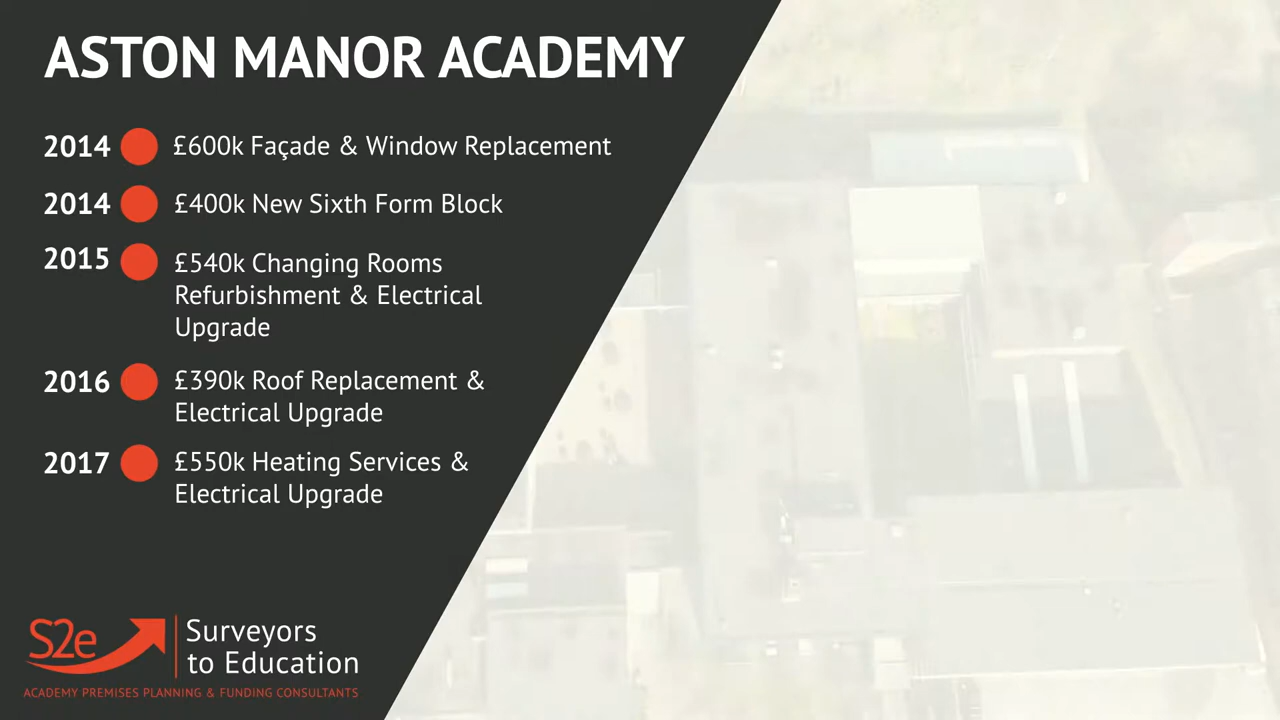 ASTON MANOR ACADEMY
2014 £600k Façade & Window Replacement
2014 £400k New Sixth Form Block
2015 £540k Changing Rooms
Refurbishment & Electrical
Upgrade
2016 £390k Roof Replacement &
Electrical Upgrade
2017 £550k Heating Services &
Electrical Upgrade
S2e Surveyors
to Education
ACADEMY PREMISES PLANNING & FUNDING CONSULTANTS